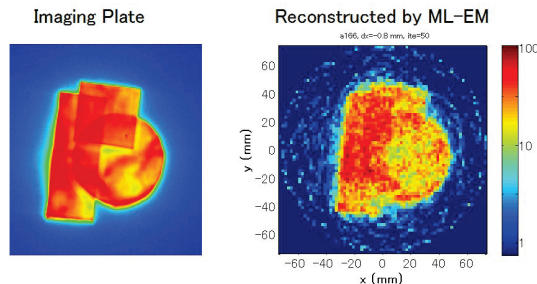 Imaging Plate
Reconstructed by ML-EM
a166, dx=-0.8 mm, ite=50
60
40
20
0
-20
-40
-60
y (mm)
-60 -40 -20 0 20 40 60
x (mm)
100
10
1